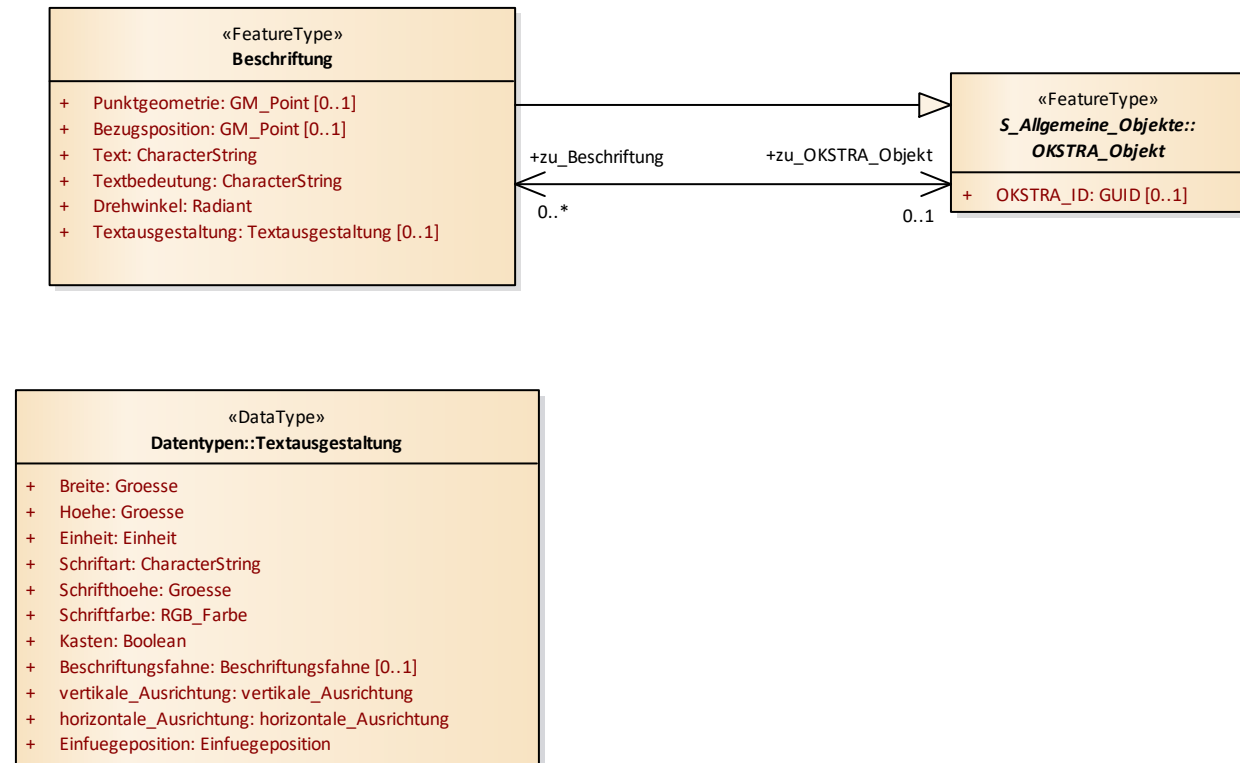 «FeatureType»
Beschriftung
+ Punktgeometrie: GM_Point [0..1]
+ Bezugsposition: GM_Point [0..1]
+ Text: CharacterString
+ Textbedeutung: CharacterString
+ Drehwinkel: Radiant
+ Textausgestaltung: Textausgestaltung [0..1]
+zu_Beschriftung
0..*
+zu_OKSTRA_Objekt
0..1
«FeatureType»
S_Allgemeine_Objekte::
OKSTRA_Objekt
+ OKSTRA_ID: GUID [0..1]
«DataType»
Datentypen::Textausgestaltung
+ Breite: Groesse
+ Hoehe: Groesse
+ Einheit: Einheit
+ Schriftart: CharacterString
+ Schrifthoehe: Groesse
+ Schriftfarbe: RGB_Farbe
+ Kasten: Boolean
+ Beschriftungsfahne: Beschriftungsfahne [0..1]
+ vertikale_Ausrichtung: vertikale_Ausrichtung
+ horizontale_Ausrichtung: horizontale_Ausrichtung
+ Einfuegeposition: Einfuegeposition